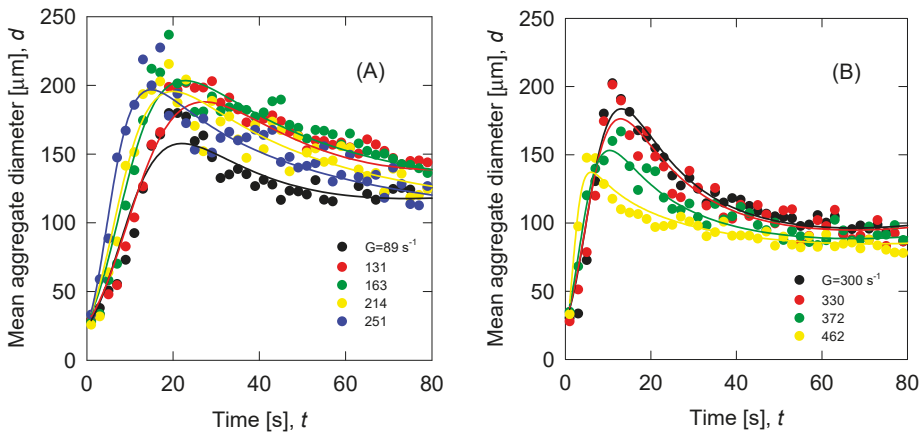 250
200
150
100
50
0
Mean aggregate diameter [µm], d
(A)
G=89 s⁻¹
131
163
214
251
0 20 40 60 80
Time [s], t
250
200
150
100
50
0
Mean aggregate diameter [µm], d
(B)
G=300 s⁻¹
330
372
462
0 20 40 60 80
Time [s], t